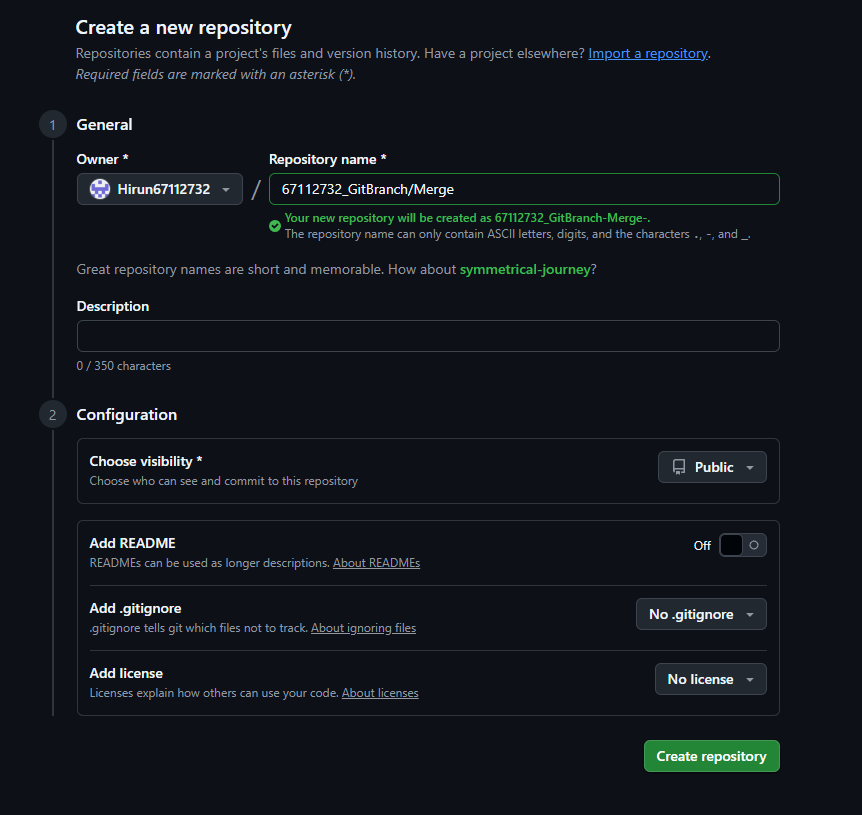 Create a new repository
Repositories contain a project's files and version history. Have a project elsewhere? Import a repository.
Required fields are marked with an asterisk (*).
1 General
Owner * Repository name *
Hirun67112732 / 67112732_GitBranch/Merge
Your new repository will be created as 67112732_GitBranch-Merge-.
The repository name can only contain ASCII letters, digits, and the characters ., -, and _.
Great repository names are short and memorable. How about symmetrical-journey?
Description
0 / 350 characters
2 Configuration
Choose visibility *
Public
Choose who can see and commit to this repository
Add README
Off
READMEs can be used as longer descriptions. About READMEs
Add .gitignore
No .gitignore
.gitignore tells git which files not to track. About ignoring files
Add license
No license
Licenses explain how others can use your code. About licenses
Create repository